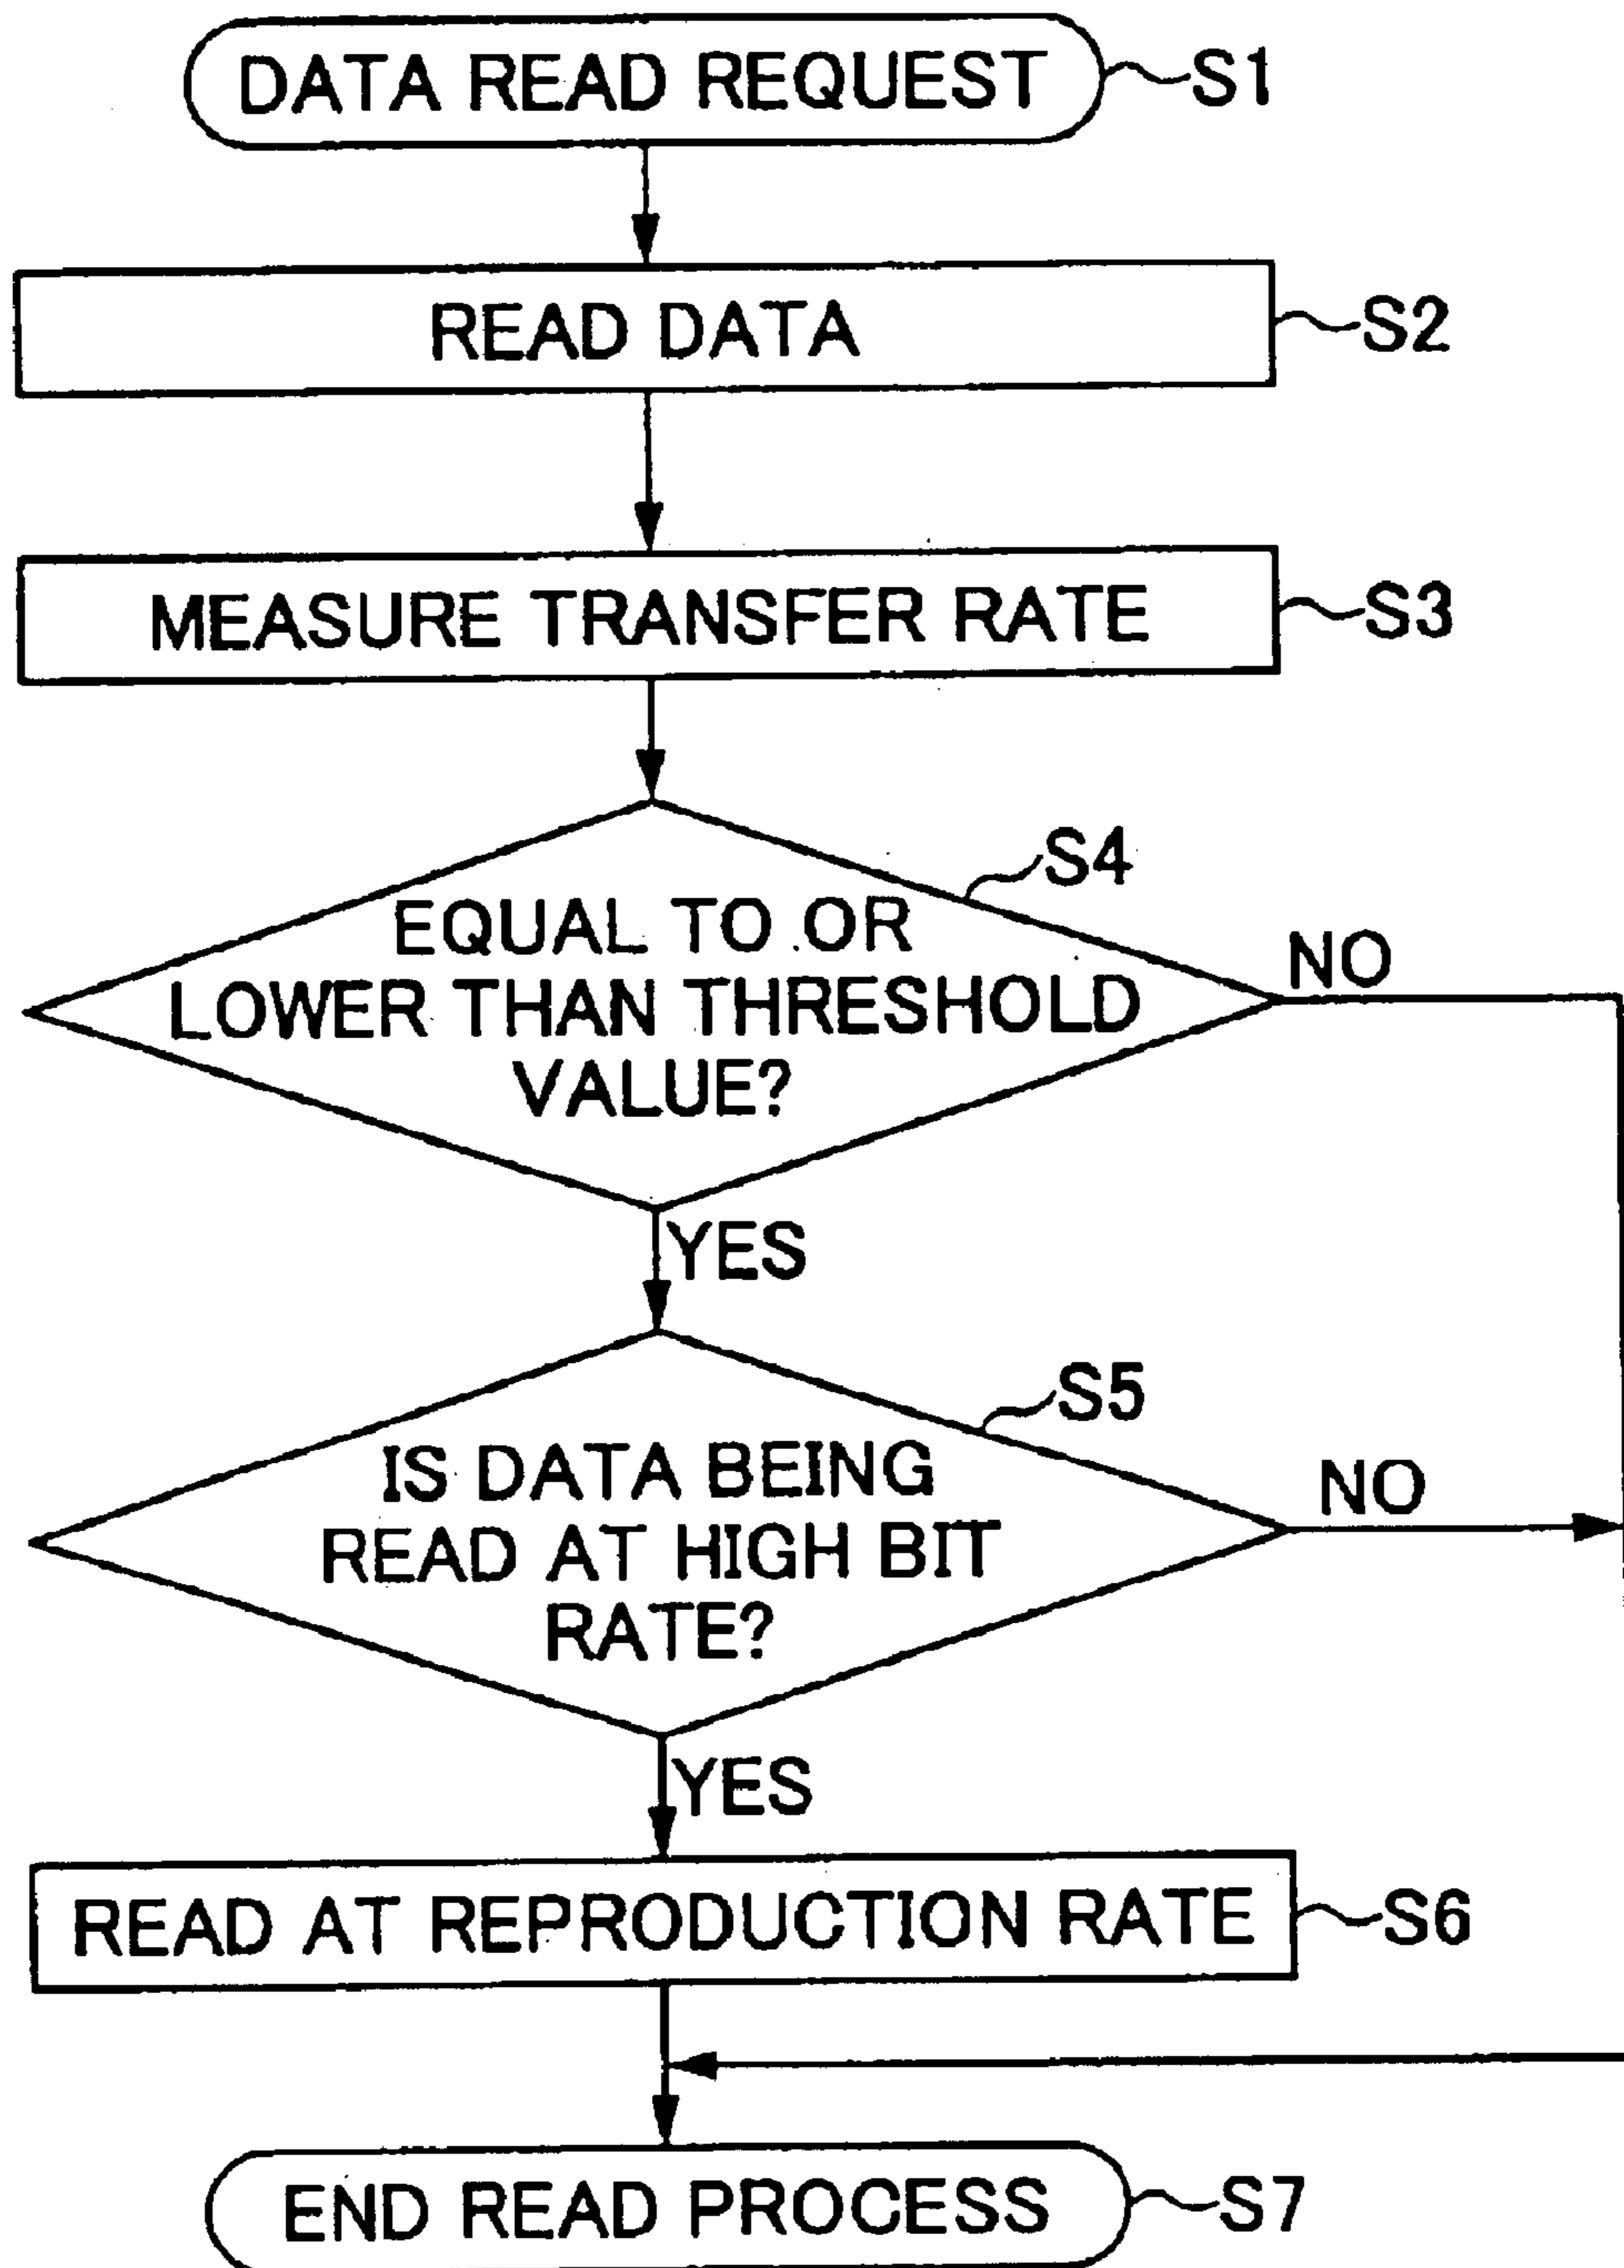 DATA READ REQUEST S1
READ DATA S2
MEASURE TRANSFER RATE S3
S4
EQUAL TO OR
LOWER THAN THRESHOLD
VALUE?
NO
YES
S5
IS DATA BEING
READ AT HIGH BIT
RATE?
NO
YES
READ AT REPRODUCTION RATE S6
END READ PROCESS S7